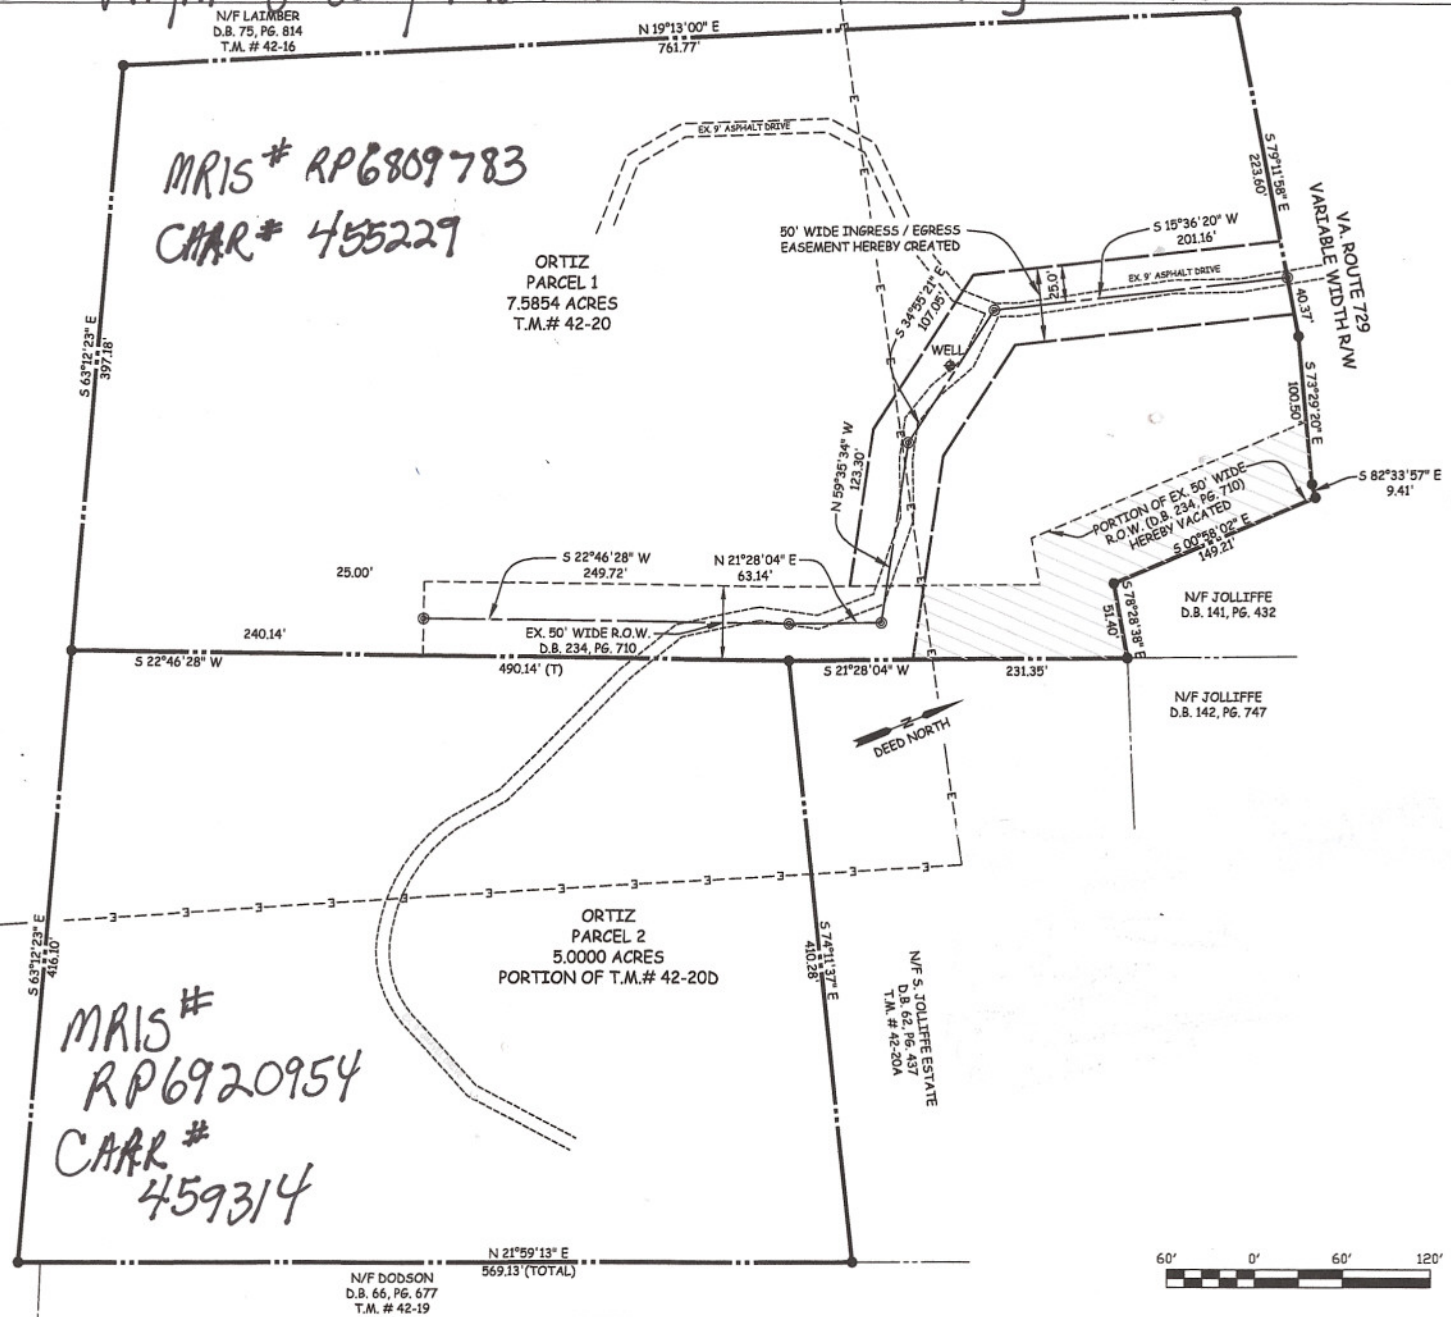 N/F LAIMBER
D.B. 75, PG. 814
T.M. # 42-16
N 19°13'00" E
761.77'
MRIS # RP6809783
CAAR # 455229
EX. 9' ASPHALT DRIVE
S 79°11'58" E
223.60'
VA. ROUTE 729
VARIABLE WIDTH R/W
50' WIDE INGRESS / EGRESS
EASEMENT HEREBY CREATED
S 15°36'20" W
201.16'
ORTIZ
PARCEL 1
7.5854 ACRES
T.M.# 42-20
25.0'
EX. 9' ASPHALT DRIVE
40.37'
S 34°55'21" E
107.05'
WELL
S 63°12'23" E
397.18'
S 73°29'20" E
100.50'
N 59°35'34" W
123.30'
PORTION OF EX. 50' WIDE
R.O.W. (D.B. 234, PG. 710)
HEREBY VACATED
S 82°33'57" E
9.41'
S 00°58'02" E
149.21'
S 22°46'28" W
249.72'
N 21°28'04" E
63.14'
25.00'
S 78°28'38" E
51.40'
N/F JOLLIFFE
D.B. 141, PG. 432
240.14'
EX. 50' WIDE R.O.W.
D.B. 234, PG. 710
S 22°46'28" W
490.14' (T)
S 21°28'04" W
231.35'
N/F JOLLIFFE
D.B. 142, PG. 747
N
DEED NORTH
E E E E E E E E E E E E
ORTIZ
PARCEL 2
5.0000 ACRES
PORTION OF T.M.# 42-20D
S 63°12'23" E
416.10'
S 74°11'37" E
410.28'
N/F S. JOLLIFFE ESTATE
D.B. 62, PG. 437
T.M. # 42-20A
MRIS #
RP6920954
CAAR #
459314
N 21°59'13" E
569.13' (TOTAL)
N/F DODSON
D.B. 66, PG. 677
T.M. # 42-19
60' 0' 60' 120'